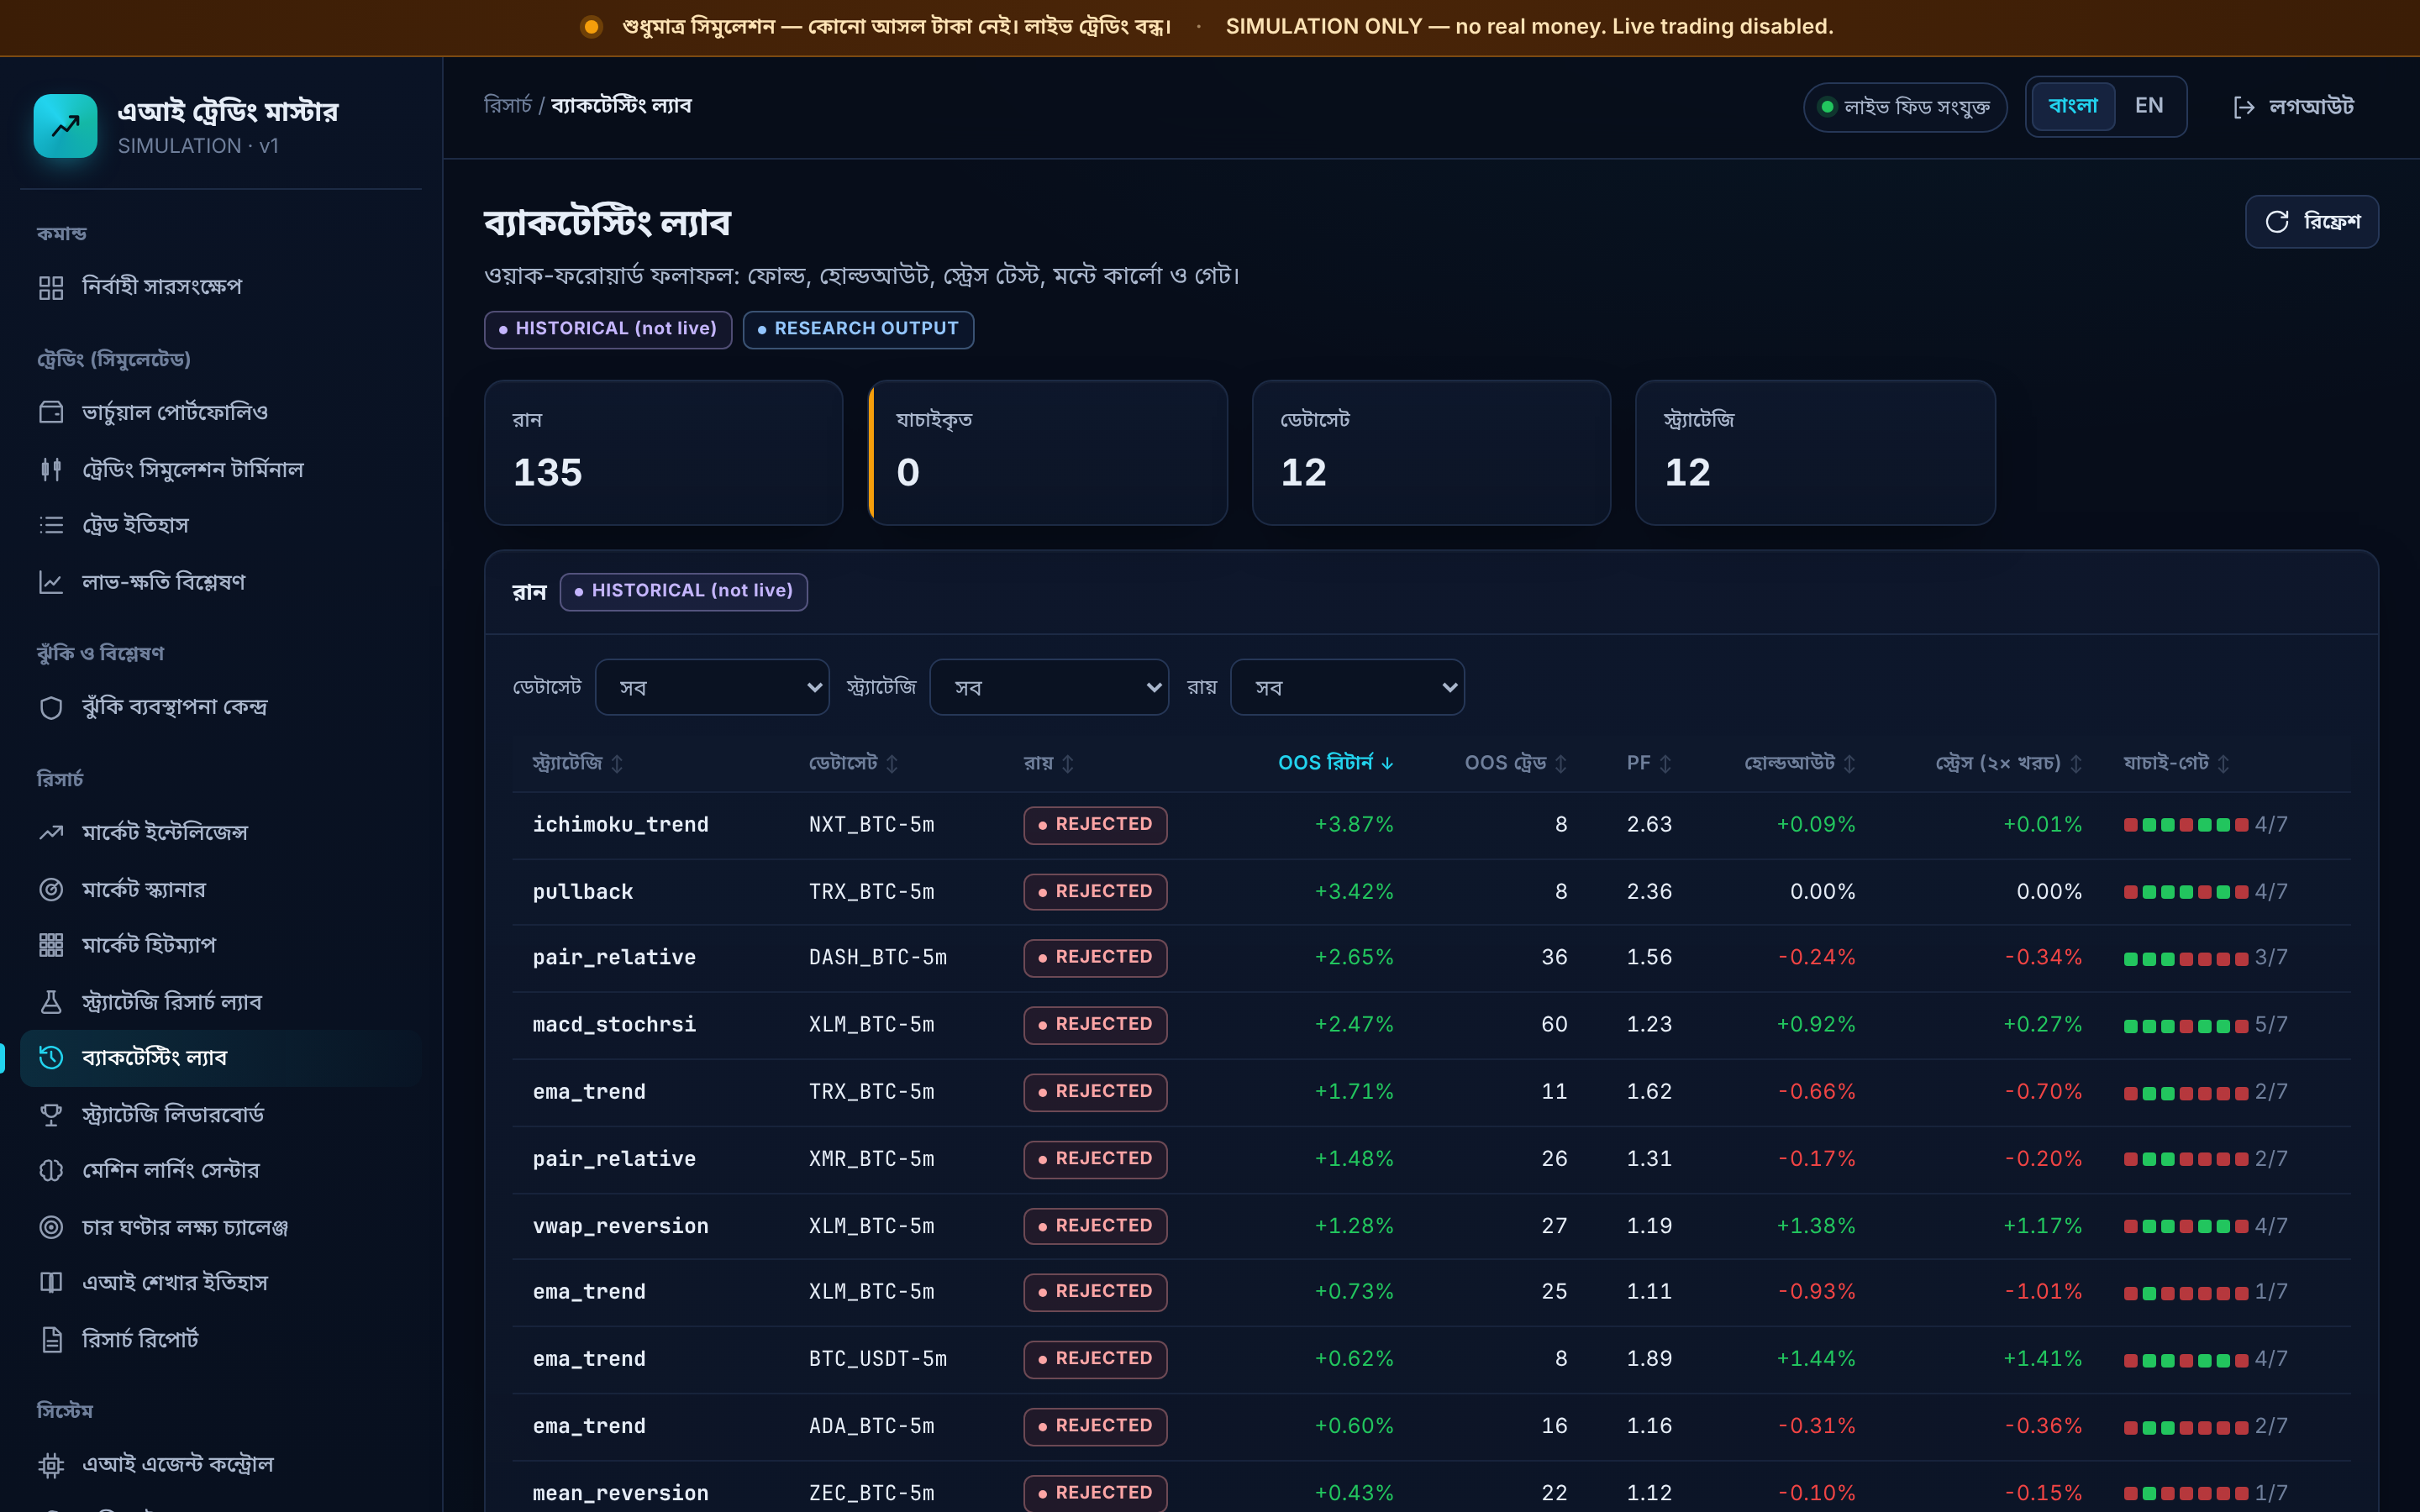 শুধুমাত্র সিমুলেশন — কোনো আসল টাকা নেই। লাইভ ট্রেডিং বন্ধ। · SIMULATION ONLY — no real money. Live trading disabled.
এআই ট্রেডিং মাস্টার
SIMULATION · v1
কমান্ড
নির্বাহী সারসংক্ষেপ
ট্রেডিং (সিমুলেটেড)
ভার্চুয়াল পোর্টফোলিও
ট্রেডিং সিমুলেশন টার্মিনাল
ট্রেড ইতিহাস
লাভ-ক্ষতি বিশ্লেষণ
ঝুঁকি ও বিশ্লেষণ
ঝুঁকি ব্যবস্থাপনা কেন্দ্র
রিসার্চ
মার্কেট ইন্টেলিজেন্স
মার্কেট স্ক্যানার
মার্কেট হিটম্যাপ
স্ট্র্যাটেজি রিসার্চ ল্যাব
ব্যাকটেস্টিং ল্যাব
স্ট্র্যাটেজি লিডারবোর্ড
মেশিন লার্নিং সেন্টার
চার ঘণ্টার লক্ষ্য চ্যালেঞ্জ
এআই শেখার ইতিহাস
রিসার্চ রিপোর্ট
সিস্টেম
এআই এজেন্ট কন্ট্রোল
রিসার্চ / ব্যাকটেস্টিং ল্যাব
লাইভ ফিড সংযুক্ত বাংলা EN লগআউট
ব্যাকটেস্টিং ল্যাব
রিফ্রেশ
ওয়াক-ফরোয়ার্ড ফলাফল: ফোল্ড, হোল্ডআউট, স্ট্রেস টেস্ট, মন্টে কার্লো ও গেট।
HISTORICAL (not live) RESEARCH OUTPUT
রান যাচাইকৃত ডেটাসেট স্ট্র্যাটেজি
135 0 12 12
রান HISTORICAL (not live)
ডেটাসেট সব স্ট্র্যাটেজি সব রায় সব
স্ট্র্যাটেজি ডেটাসেট রায় OOS রিটার্ন ↓ OOS ট্রেড PF হোল্ডআউট স্ট্রেস (২× খরচ) যাচাই-গেট
ichimoku_trend NXT_BTC-5m REJECTED +3.87% 8 2.63 +0.09% +0.01% 4/7
pullback TRX_BTC-5m REJECTED +3.42% 8 2.36 0.00% 0.00% 4/7
pair_relative DASH_BTC-5m REJECTED +2.65% 36 1.56 -0.24% -0.34% 3/7
macd_stochrsi XLM_BTC-5m REJECTED +2.47% 60 1.23 +0.92% +0.27% 5/7
ema_trend TRX_BTC-5m REJECTED +1.71% 11 1.62 -0.66% -0.70% 2/7
pair_relative XMR_BTC-5m REJECTED +1.48% 26 1.31 -0.17% -0.20% 2/7
vwap_reversion XLM_BTC-5m REJECTED +1.28% 27 1.19 +1.38% +1.17% 4/7
ema_trend XLM_BTC-5m REJECTED +0.73% 25 1.11 -0.93% -1.01% 1/7
ema_trend BTC_USDT-5m REJECTED +0.62% 8 1.89 +1.44% +1.41% 4/7
ema_trend ADA_BTC-5m REJECTED +0.60% 16 1.16 -0.31% -0.36% 2/7
mean_reversion ZEC_BTC-5m REJECTED +0.43% 22 1.12 -0.10% -0.15% 1/7